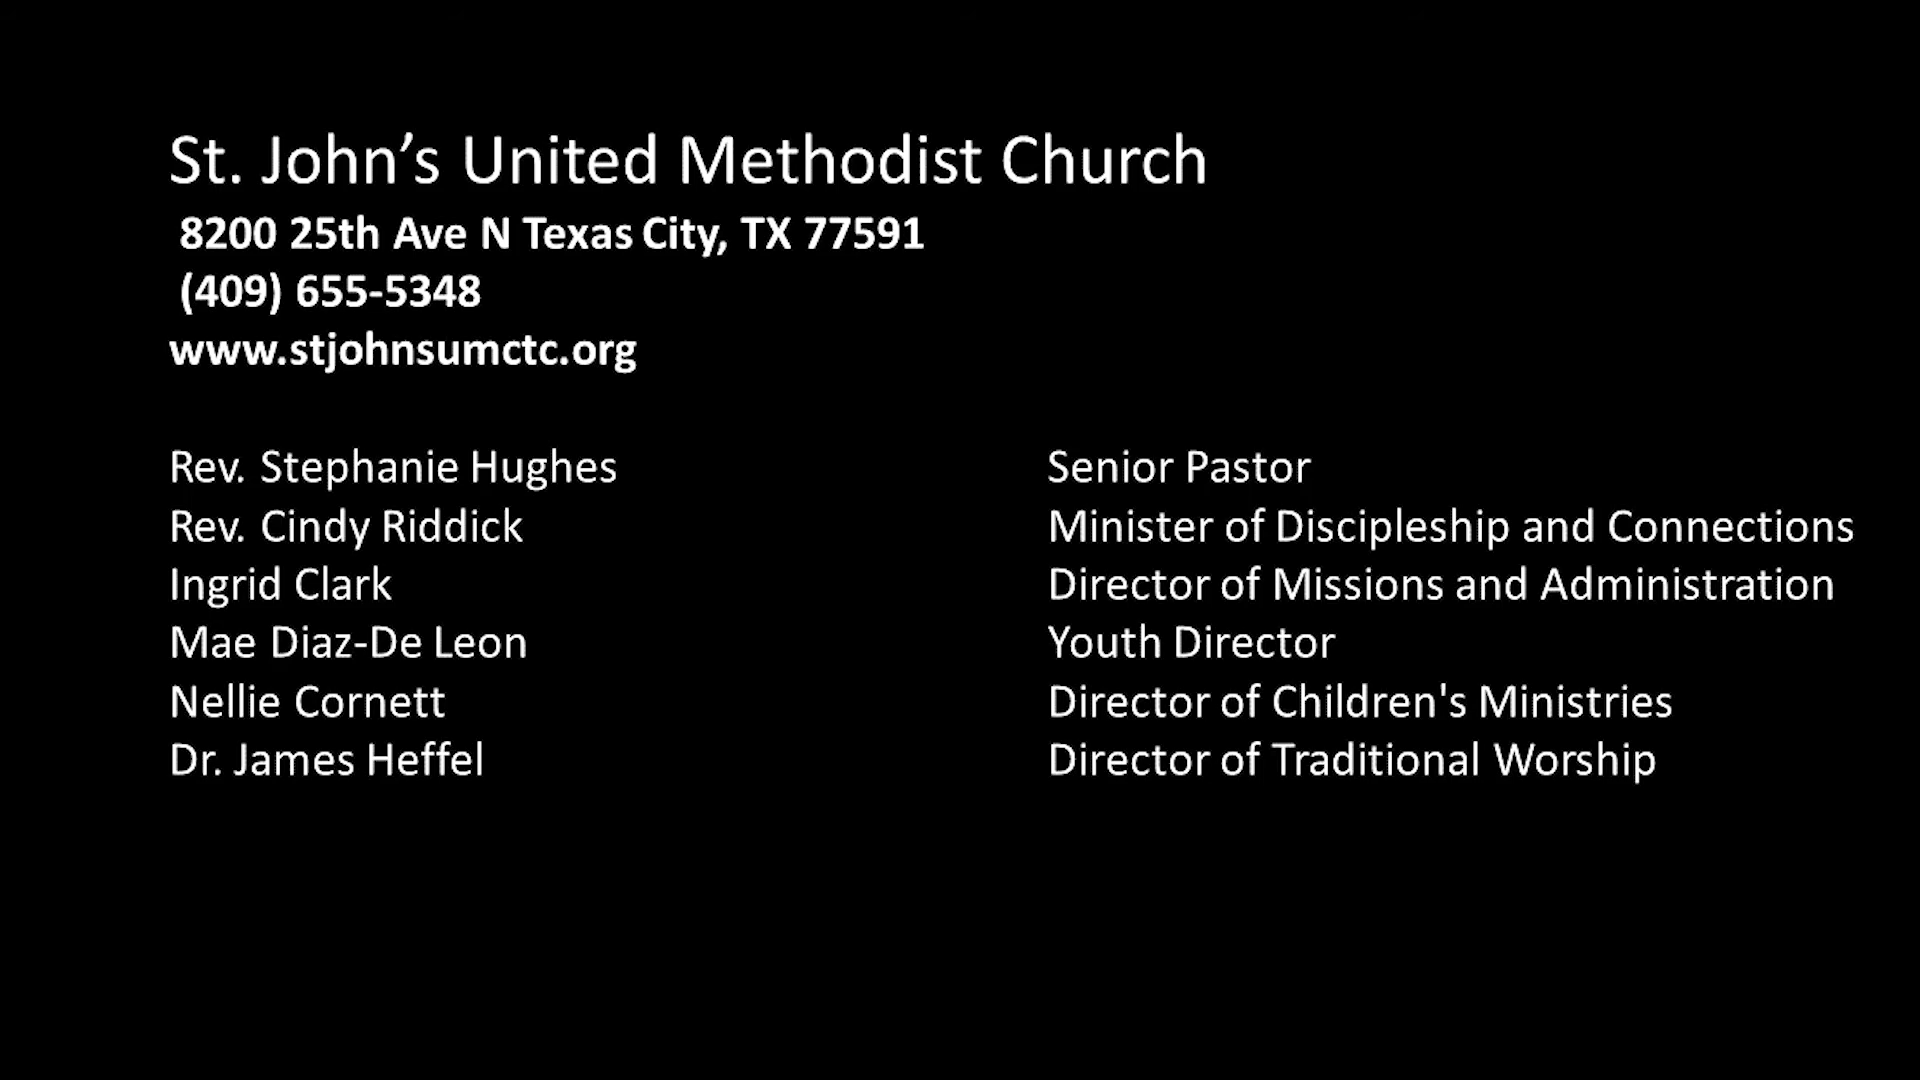 St. John’s United Methodist Church
8200 25th Ave N Texas City, TX 77591
(409) 655-5348
www.stjohnsumctc.org
Rev. Stephanie Hughes Senior Pastor
Rev. Cindy Riddick Minister of Discipleship and Connections
Ingrid Clark Director of Missions and Administration
Mae Diaz-De Leon Youth Director
Nellie Cornett Director of Children's Ministries
Dr. James Heffel Director of Traditional Worship